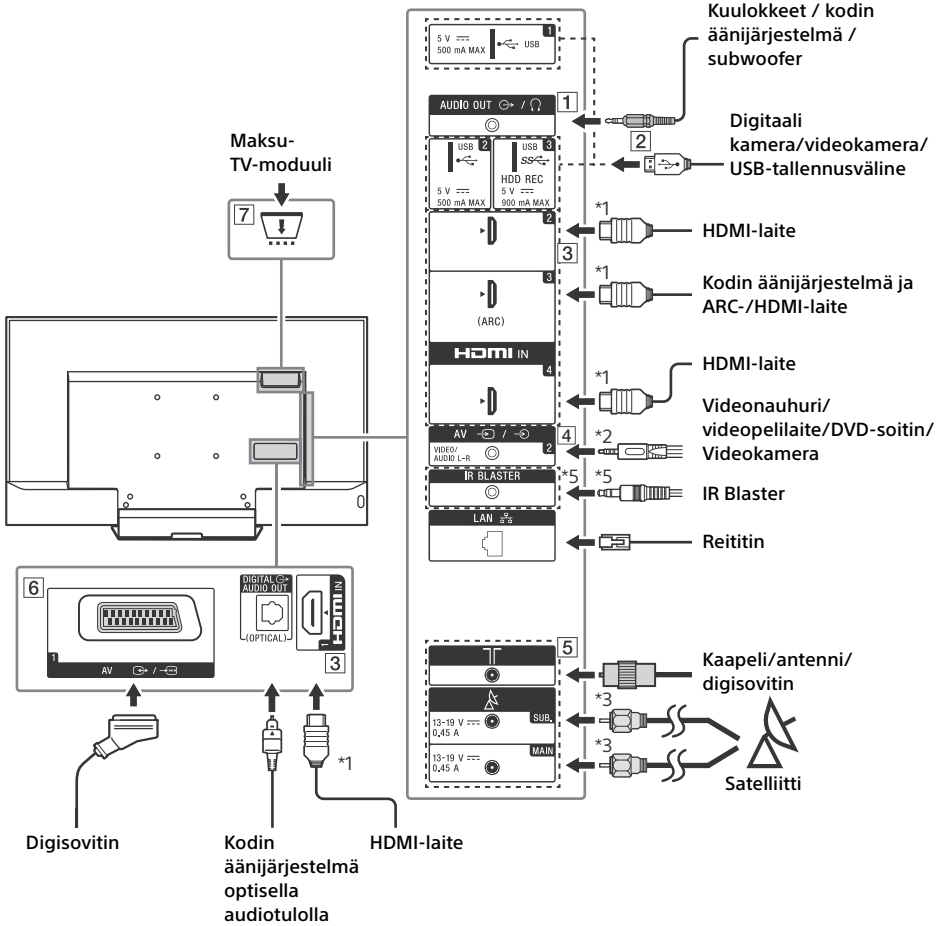 Kuulokkeet / kodin
äänijärjestelmä /
subwoofer
1
5 V
500 mA MAX
USB
AUDIO OUT / 
1
2
Digitaali
kamera/videokamera/
USB-tallennusväline
USB 2
5 V
500 mA MAX
USB 3
SS
HDD REC
5 V
900 mA MAX
Maksu-
TV-moduuli
7
2
*1
HDMI-laite
3
3
(ARC)
*1
Kodin äänijärjestelmä ja
ARC-/HDMI-laite
HDMI IN
4
*1
HDMI-laite
AV /
VIDEO/
AUDIO L-R
2
4
*2
Videonauhuri/
videopelilaite/DVD-soitin/
Videokamera
IR BLASTER
*5
*5
IR Blaster
LAN
Reititin
6
1
AV /
DIGITAL
AUDIO OUT
(OPTICAL)
HDMI IN
1
3
5
Kaapeli/antenni/
digisovitin
13-19 V
0.45 A
SUB.
*3
13-19 V
0.45 A
MAIN
*3
Satelliitti
*1
Digisovitin
Kodin
äänijärjestelmä
optisella
audiotulolla
HDMI-laite